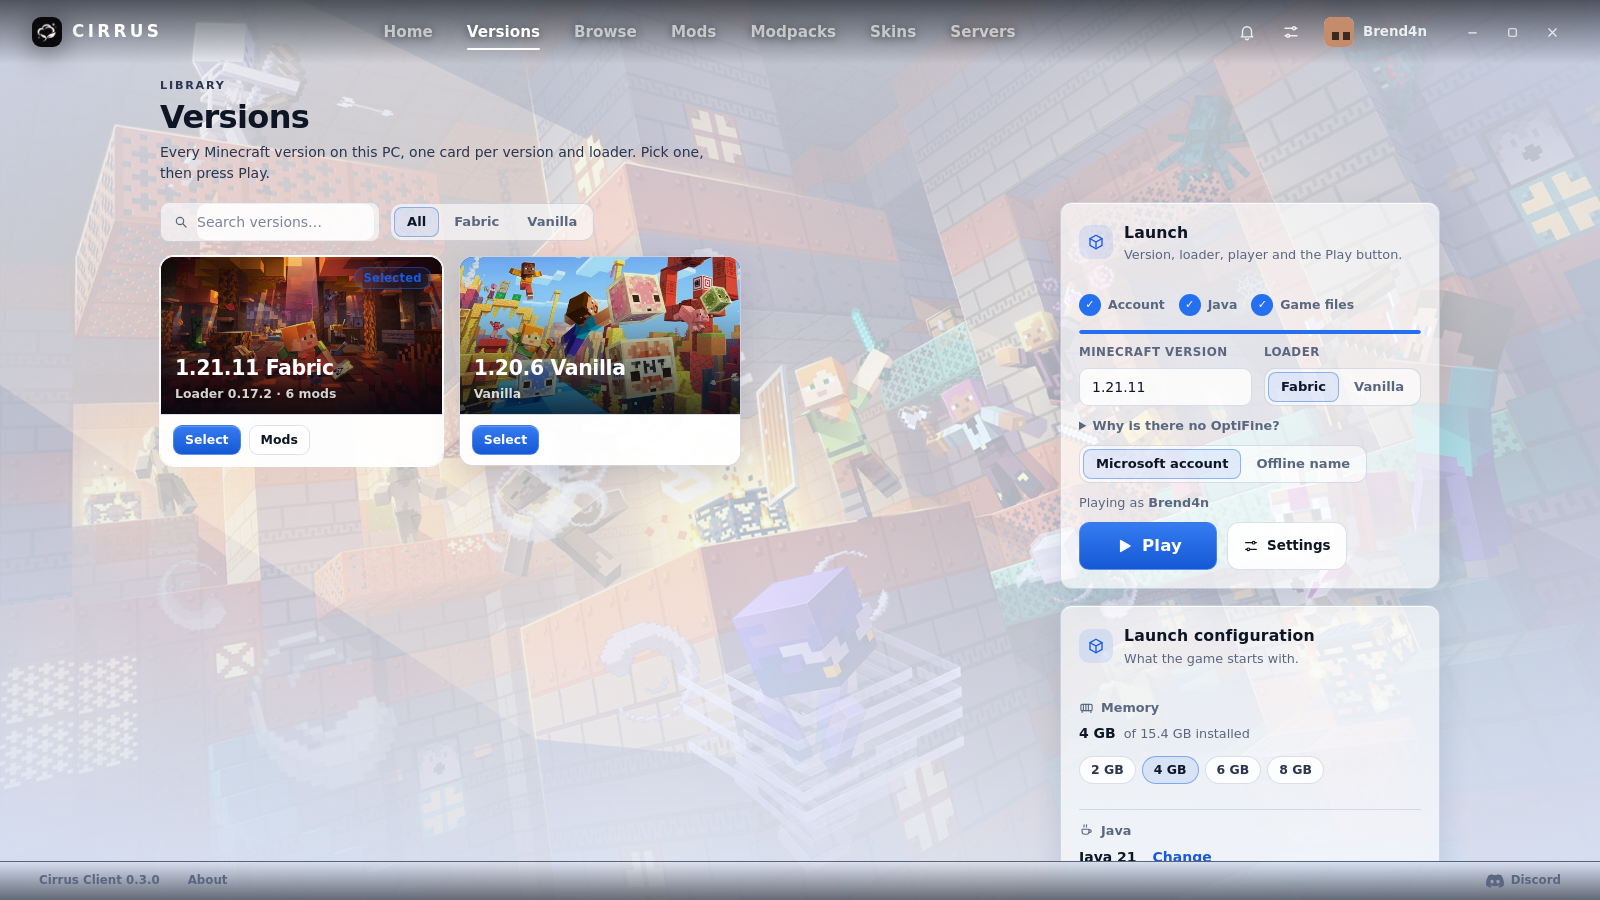 CIRRUS
Home Versions Browse Mods Modpacks Skins Servers
Brend4n
LIBRARY
Versions
Every Minecraft version on this PC, one card per version and loader. Pick one,
then press Play.
Search versions...
All Fabric Vanilla
Selected
1.21.11 Fabric
Loader 0.17.2 · 6 mods
Select Mods
1.20.6 Vanilla
Vanilla
Select
Launch
Version, loader, player and the Play button.
Account Java Game files
MINECRAFT VERSION LOADER
1.21.11 Fabric Vanilla
Why is there no OptiFine?
Microsoft account Offline name
Playing as Brend4n
Play Settings
Launch configuration
What the game starts with.
Memory
4 GB of 15.4 GB installed
2 GB 4 GB 6 GB 8 GB
Java
Java 21 Change
Cirrus Client 0.3.0 About Discord